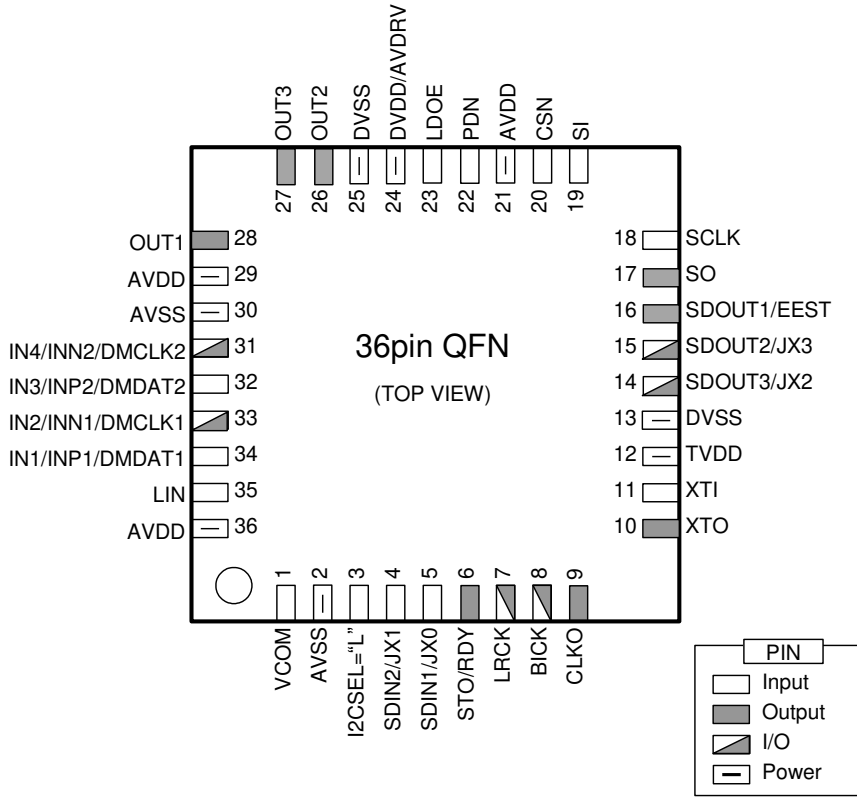 OUT3
OUT2
DVSS
DVDD/AVDRV
LDOE
PDN
AVDD
CSN
SI
27
26
25
24
23
22
21
20
19
OUT1 28
AVDD 29
AVSS 30
IN4/INN2/DMCLK2 31
IN3/INP2/DMDAT2 32
IN2/INN1/DMCLK1 33
IN1/INP1/DMDAT1 34
LIN 35
AVDD 36
36pin QFN
(TOP VIEW)
18 SCLK
17 SO
16 SDOUT1/EEST
15 SDOUT2/JX3
14 SDOUT3/JX2
13 DVSS
12 TVDD
11 XTI
10 XTO
1
2
3
4
5
6
7
8
9
VCOM
AVSS
I2CSEL=“L”
SDIN2/JX1
SDIN1/JX0
STO/RDY
LRCK
BICK
CLKO
PIN
Input
Output
I/O
Power